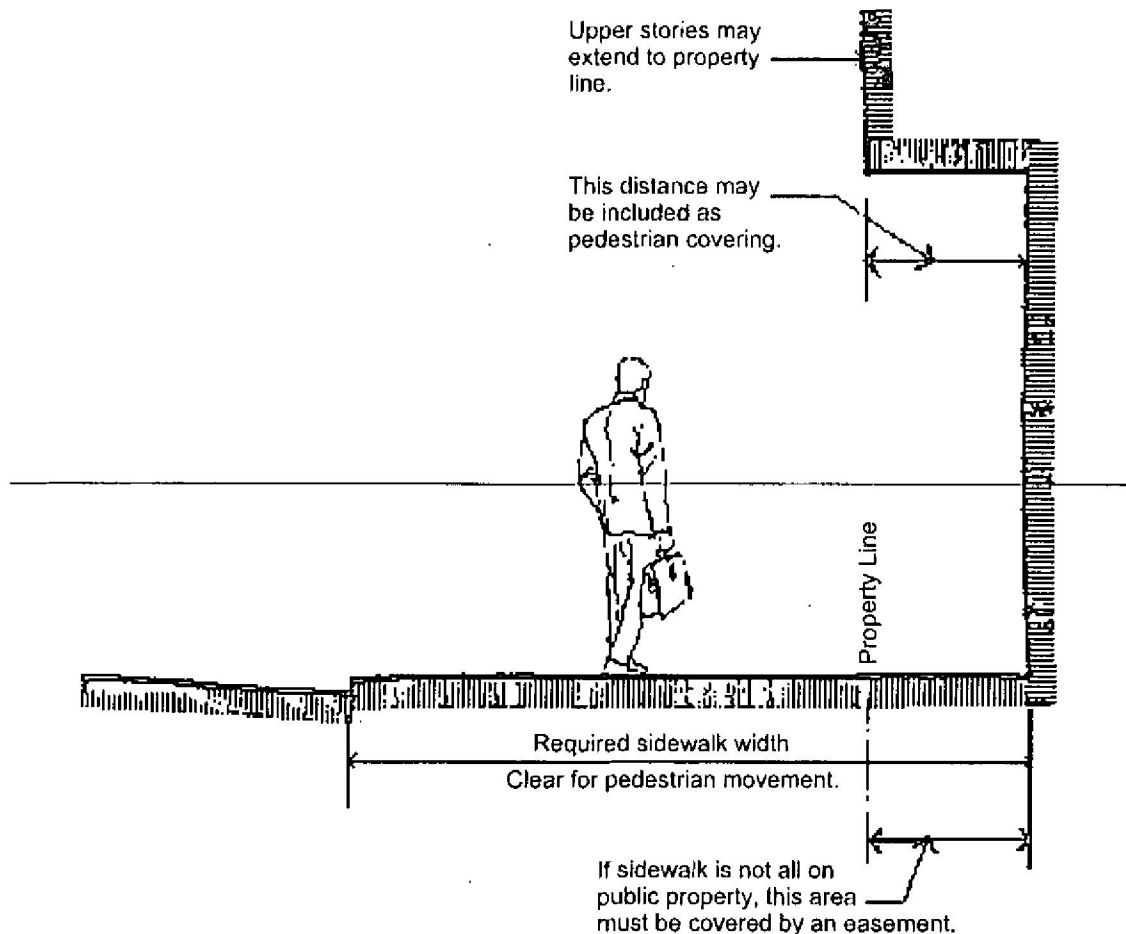 Upper stories may
extend to property
line.
This distance may
be included as
pedestrian covering.
Property Line
Required sidewalk width
Clear for pedestrian movement.
If sidewalk is not all on
public property, this area
must be covered by an easement.